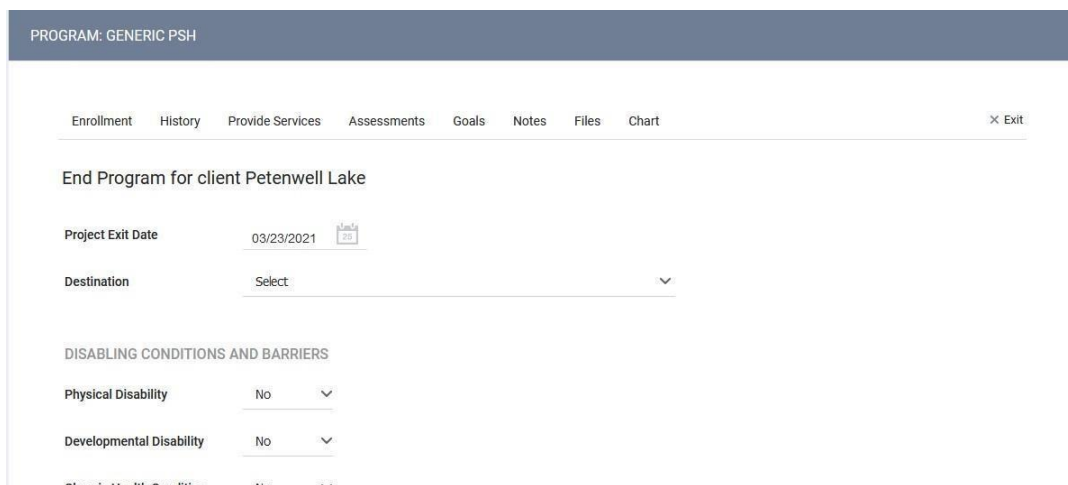 PROGRAM: GENERIC PSH
Enrollment History Provide Services Assessments Goals Notes Files Chart × Exit
End Program for client Petenwell Lake
Project Exit Date 03/23/2021 25
Destination Select
DISABLING CONDITIONS AND BARRIERS
Physical Disability No
Developmental Disability No